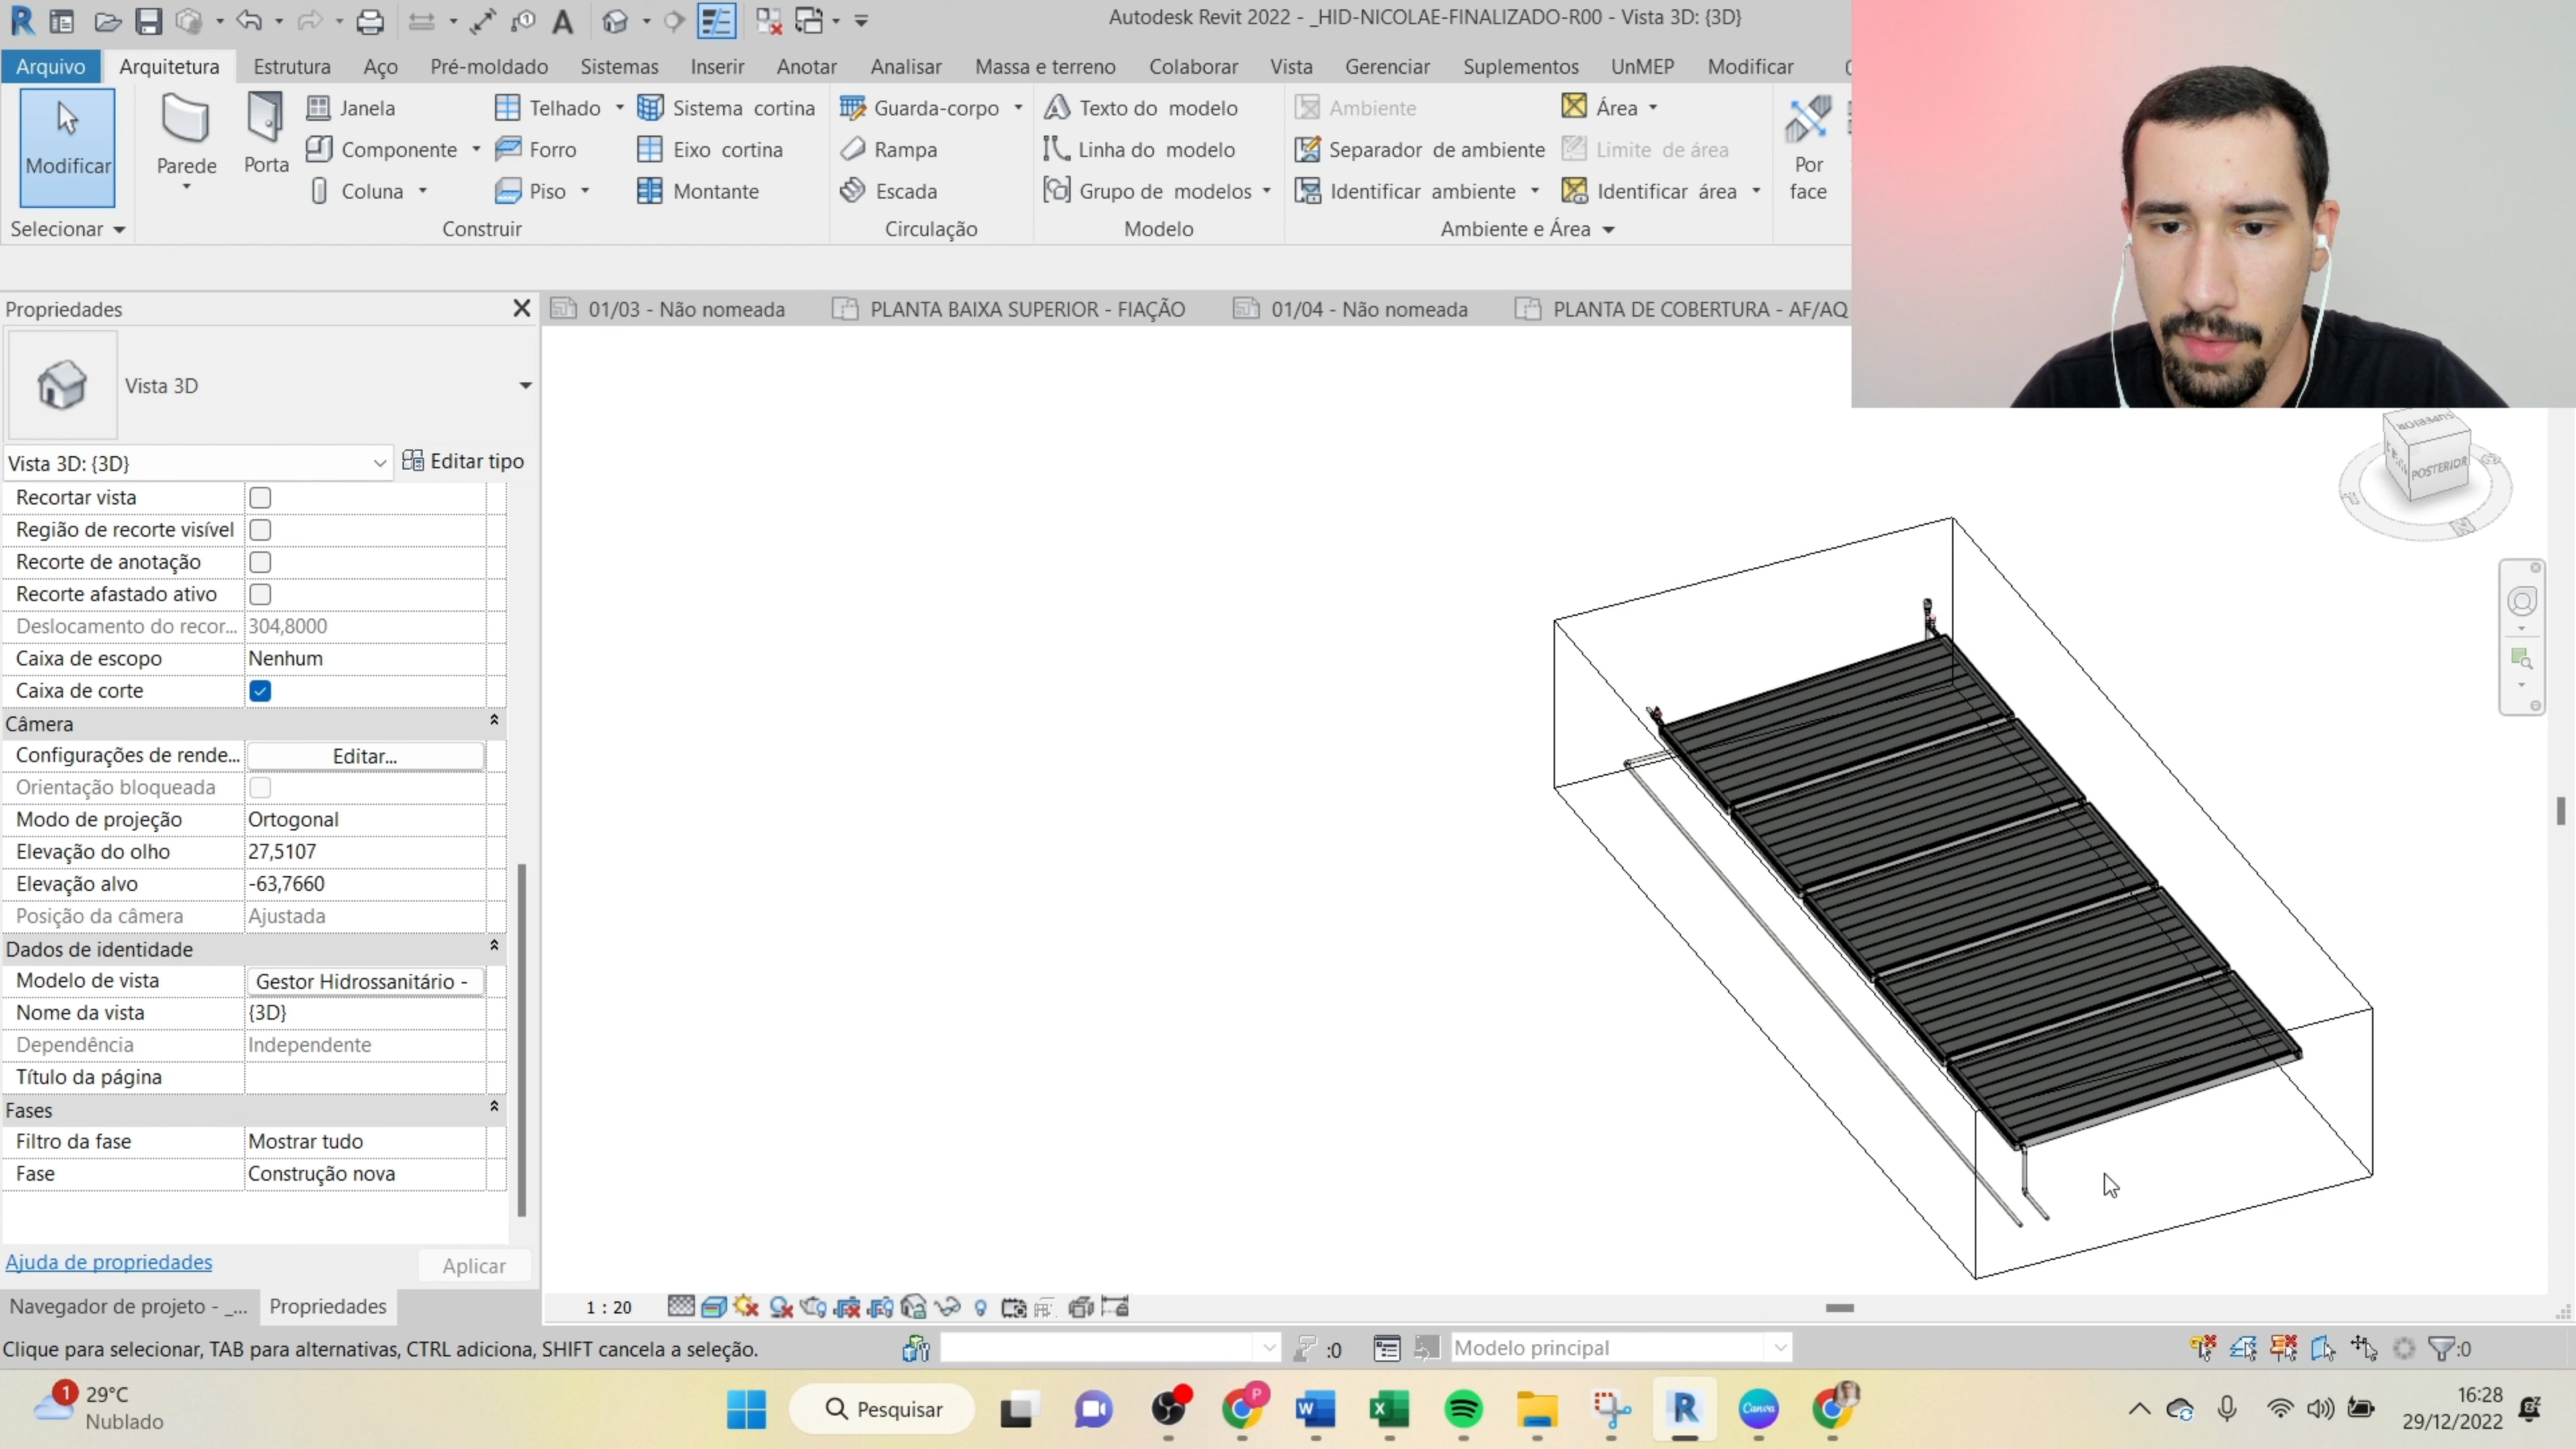 Autodesk Revit 2022 - _HID-NICOLAE-FINALIZADO-R00 - Vista 3D: {3D}
Arquivo Arquitetura Estrutura Aço Pré-moldado Sistemas Inserir Anotar Analisar Massa e terreno Colaborar Vista Gerenciar Suplementos UnMEP Modificar
Janela Telhado Sistema cortina Guarda-corpo Texto do modelo Ambiente Área
Componente Forro Eixo cortina Rampa Linha do modelo Separador de ambiente Limite de área
Modificar Parede Porta Por
Coluna Piso Montante Escada Grupo de modelos Identificar ambiente Identificar área face
Selecionar Construir Circulação Modelo Ambiente e Área
Propriedades 01/03 - Não nomeada PLANTA BAIXA SUPERIOR - FIAÇÃO 01/04 - Não nomeada PLANTA DE COBERTURA - AF/AQ
Vista 3D
Vista 3D: {3D} Editar tipo
Recortar vista
Região de recorte visível
Recorte de anotação
Recorte afastado ativo
Deslocamento do recor... 304,8000
Caixa de escopo Nenhum
Caixa de corte
Câmera
Configurações de rende... Editar...
Orientação bloqueada
Modo de projeção Ortogonal
Elevação do olho 27,5107
Elevação alvo -63,7660
Posição da câmera Ajustada
Dados de identidade
Modelo de vista Gestor Hidrossanitário -
Nome da vista {3D}
Dependência Independente
Título da página
Fases
Filtro da fase Mostrar tudo
Fase Construção nova
Ajuda de propriedades Aplicar
Navegador de projeto - _... Propriedades
SUPERIOR
POSTERIOR
N
1 : 20
Clique para selecionar, TAB para alternativas, CTRL adiciona, SHIFT cancela a seleção. :0 Modelo principal :0
1 29°C
Nublado
Pesquisar
P
W
X
R
Canva
16:28
29/12/2022